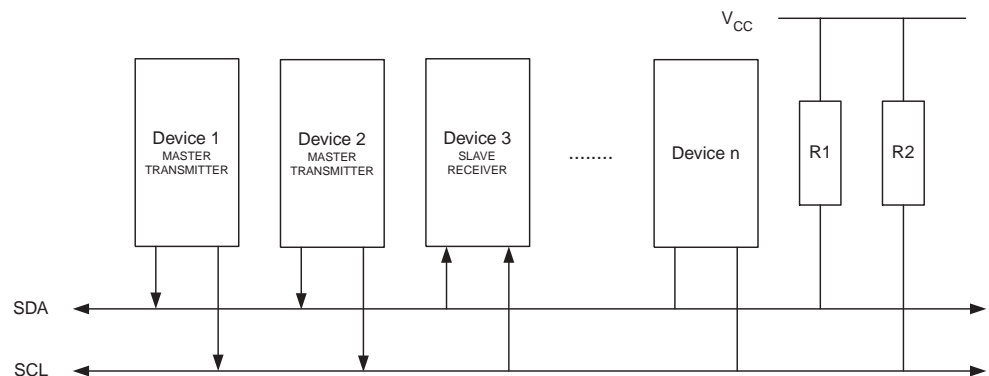 VCC
Device 1
MASTER
TRANSMITTER
Device 2
MASTER
TRANSMITTER
Device 3
SLAVE
RECEIVER
........
Device n
R1
R2
SDA
SCL